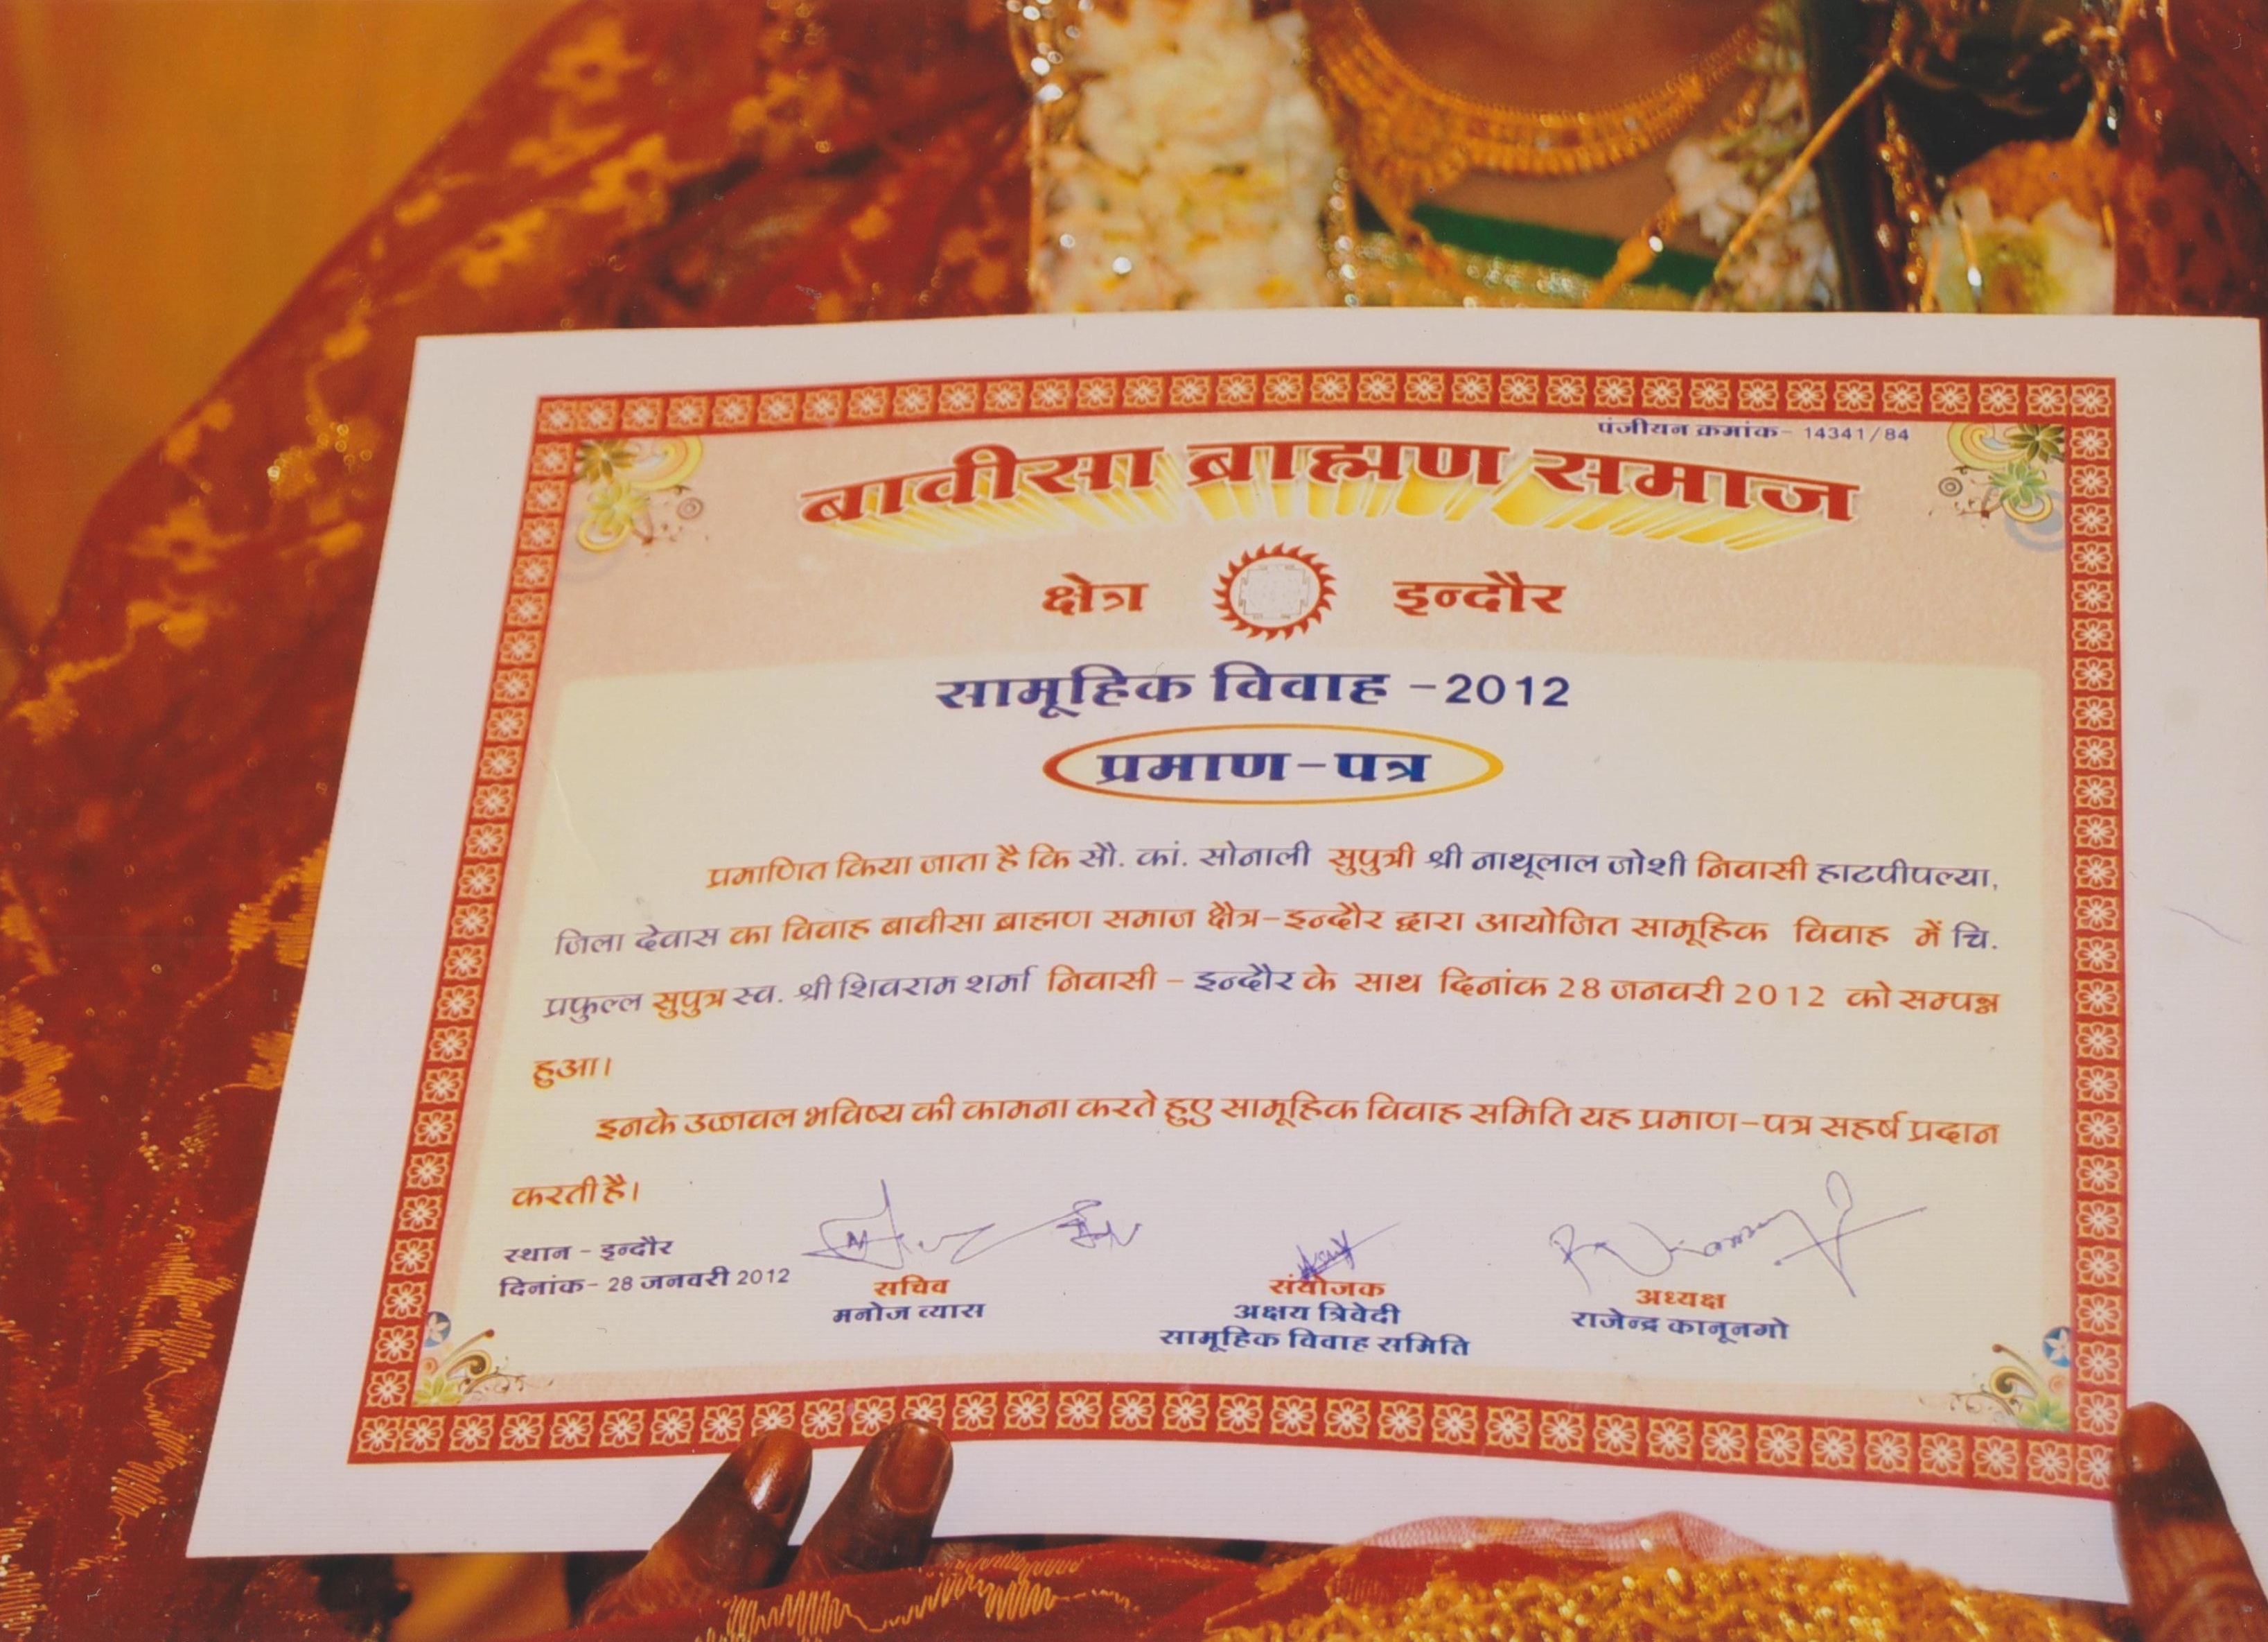 पंजीयन क्रमांक- 14341/84
बावीसा ब्राह्मण समाज
क्षेत्र इन्दौर
सामूहिक विवाह -2012
प्रमाण-पत्र
प्रमाणित किया जाता है कि सौ. कां. सोनाली सुपुत्री श्री नाथूलाल जोशी निवासी हाटपीपल्या,
जिला देवास का विवाह बावीसा ब्राह्मण समाज क्षैत्र-इन्दौर द्वारा आयोजित सामूहिक विवाह में चि.
प्रफुल्ल सुपुत्र स्व. श्री शिवराम शर्मा निवासी - इन्दौर के साथ दिनांक 28 जनवरी 2012 को सम्पन्न
हुआ।
इनके उज्जवल भविष्य की कामना करते हुए सामूहिक विवाह समिति यह प्रमाण-पत्र सहर्ष प्रदान
करती है।
स्थान - इन्दौर
दिनांक- 28 जनवरी 2012
सचिव
मनोज व्यास
संयोजक
अक्षय त्रिवेदी
सामूहिक विवाह समिति
अध्यक्ष
राजेन्द्र कानूनगो